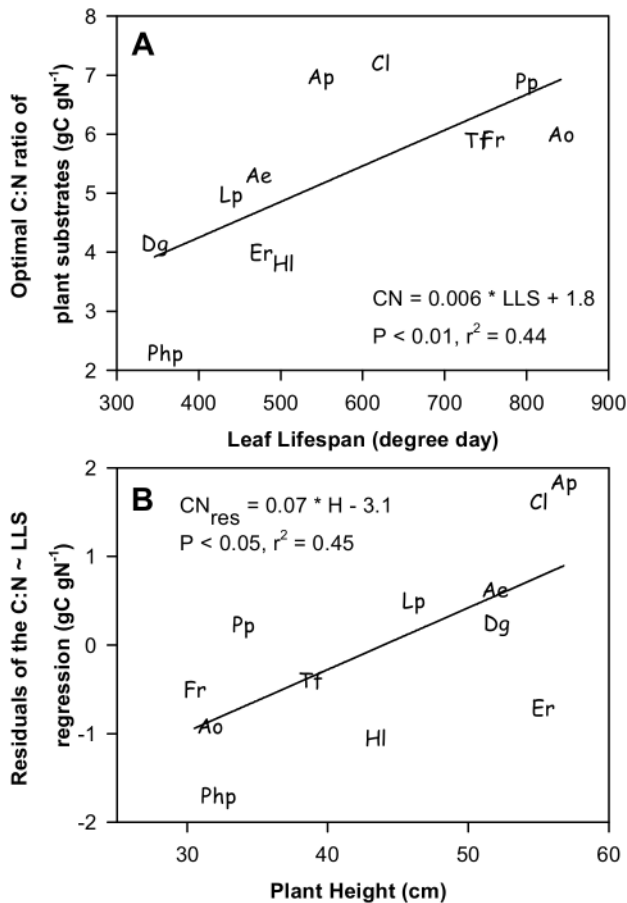 A
Optimal C:N ratio of
plant substrates (gC gN⁻¹)
8
7
6
5
4
3
2
Cl
Ap
Pp
Tf
Fr
Ao
Ae
Lp
Dg
Er
Hl
Php
CN = 0.006 * LLS + 1.8
P < 0.01, r² = 0.44
300 400 500 600 700 800 900
Leaf Lifespan (degree day)
B
Residuals of the C:N ~ LLS
regression (gC gN⁻¹)
2
1
0
-1
-2
CNres = 0.07 * H - 3.1
P < 0.05, r² = 0.45
Ap
Cl
Ae
Lp
Dg
Pp
Tf
Fr
Er
Ao
Hl
Php
30 40 50 60
Plant Height (cm)